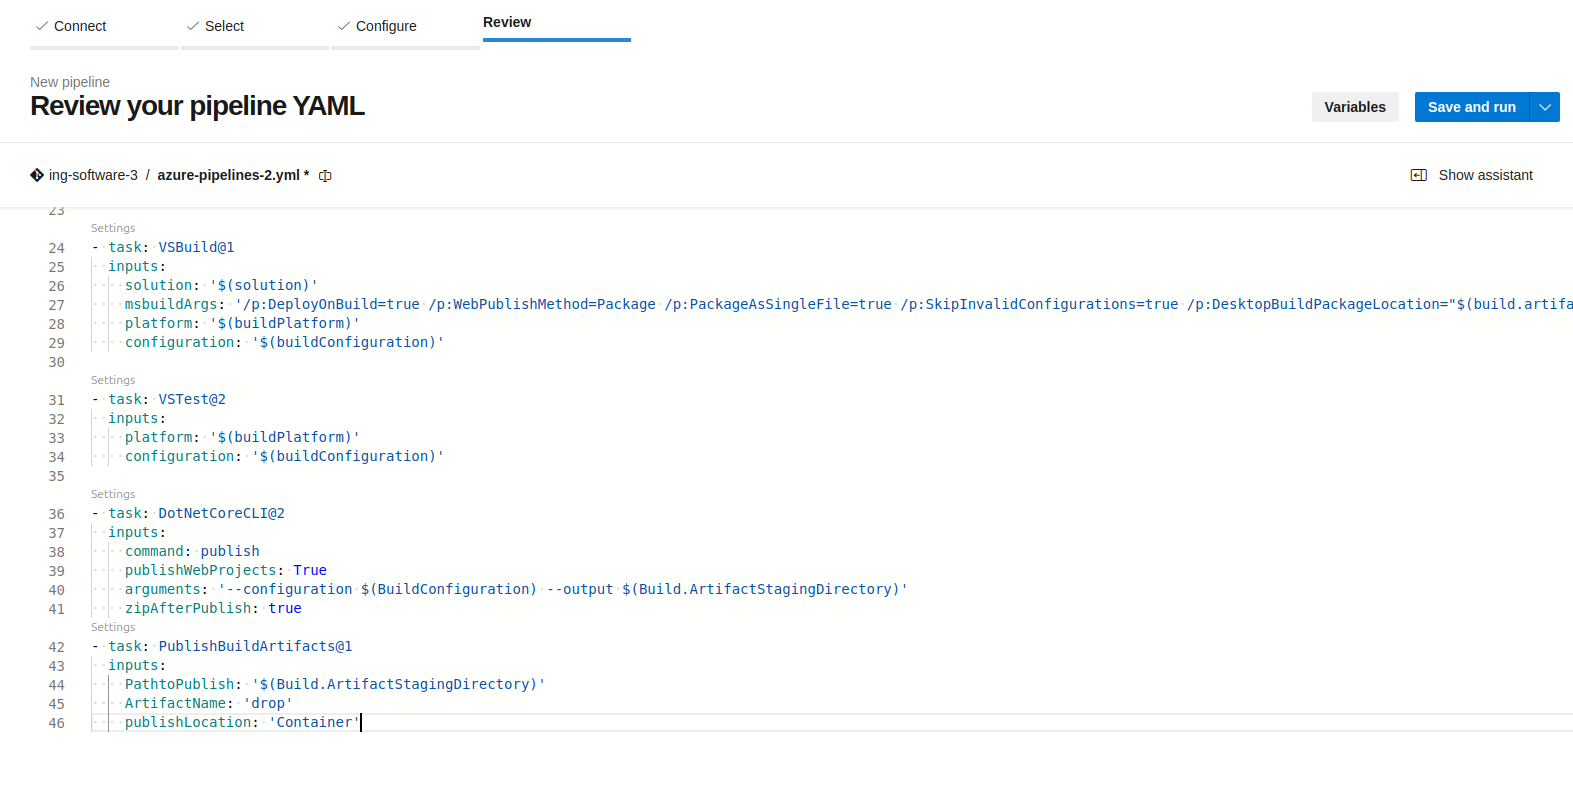 Connect Select Configure Review
New pipeline
Review your pipeline YAML
Variables Save and run
ing-software-3 / azure-pipelines-2.yml * Show assistant
23
Settings
24 - task: VSBuild@1
25 inputs:
26 solution: '$(solution)'
27 msbuildArgs: '/p:DeployOnBuild=true /p:WebPublishMethod=Package /p:PackageAsSingleFile=true /p:SkipInvalidConfigurations=true /p:DesktopBuildPackageLocation="$(build.artifa
28 platform: '$(buildPlatform)'
29 configuration: '$(buildConfiguration)'
30
Settings
31 - task: VSTest@2
32 inputs:
33 platform: '$(buildPlatform)'
34 configuration: '$(buildConfiguration)'
35
Settings
36 - task: DotNetCoreCLI@2
37 inputs:
38 command: publish
39 publishWebProjects: True
40 arguments: '--configuration $(BuildConfiguration) --output $(Build.ArtifactStagingDirectory)'
41 zipAfterPublish: true
Settings
42 - task: PublishBuildArtifacts@1
43 inputs:
44 PathtoPublish: '$(Build.ArtifactStagingDirectory)'
45 ArtifactName: 'drop'
46 publishLocation: 'Container'